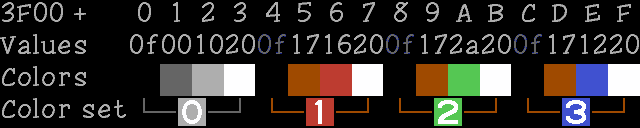 3F00 + 0 1 2 3 4 5 6 7 8 9 A B C D E F
Values 0f0010200f1716200f172a200f171220
Colors
Color set 0 1 2 3